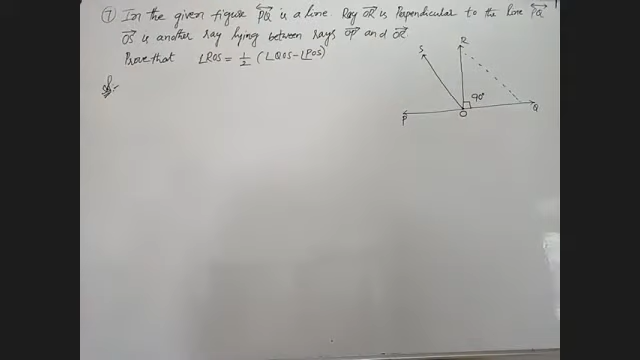 ⑦ In the given figure PQ is a line. Ray OR is Perpendicular to the line PQ
OS is another ray lying between rays OP and OR
Prove that ∠ROS = 1/2 (∠QOS - ∠POS)
Sol:-
S
R
90°
P
O
Q